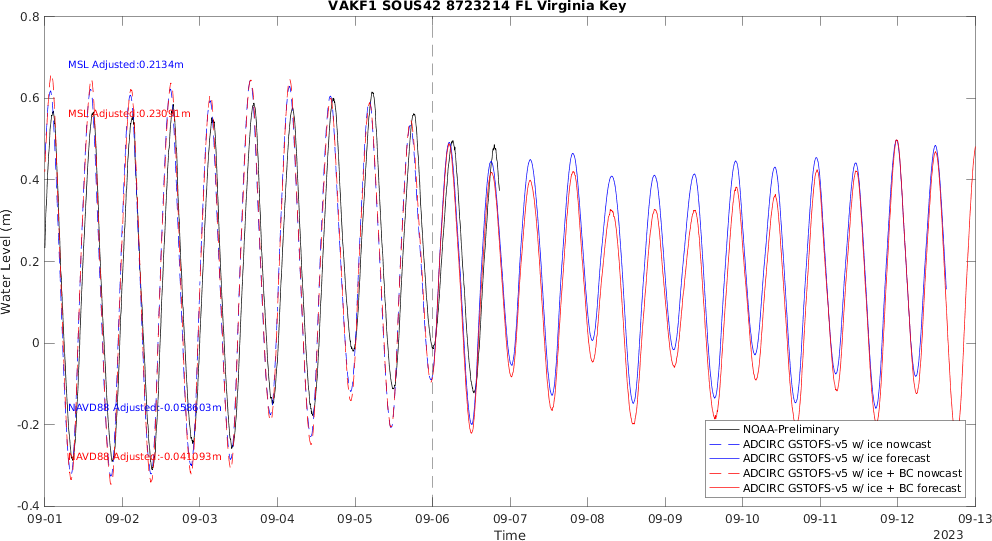 VAKF1 SOUS42 8723214 FL Virginia Key
0.8
0.6
0.4
0.2
0
-0.2
-0.4
Water Level (m)
MSL Adjusted:0.2134m
MSL Adjusted:0.23091m
NAVD88 Adjusted:-0.058603m
NAVD88 Adjusted:-0.041093m
NOAA-Preliminary
ADCIRC GSTOFS-v5 w/ ice nowcast
ADCIRC GSTOFS-v5 w/ ice forecast
ADCIRC GSTOFS-v5 w/ ice + BC nowcast
ADCIRC GSTOFS-v5 w/ ice + BC forecast
09-01 09-02 09-03 09-04 09-05 09-06 09-07 09-08 09-09 09-10 09-11 09-12 09-13
Time
2023